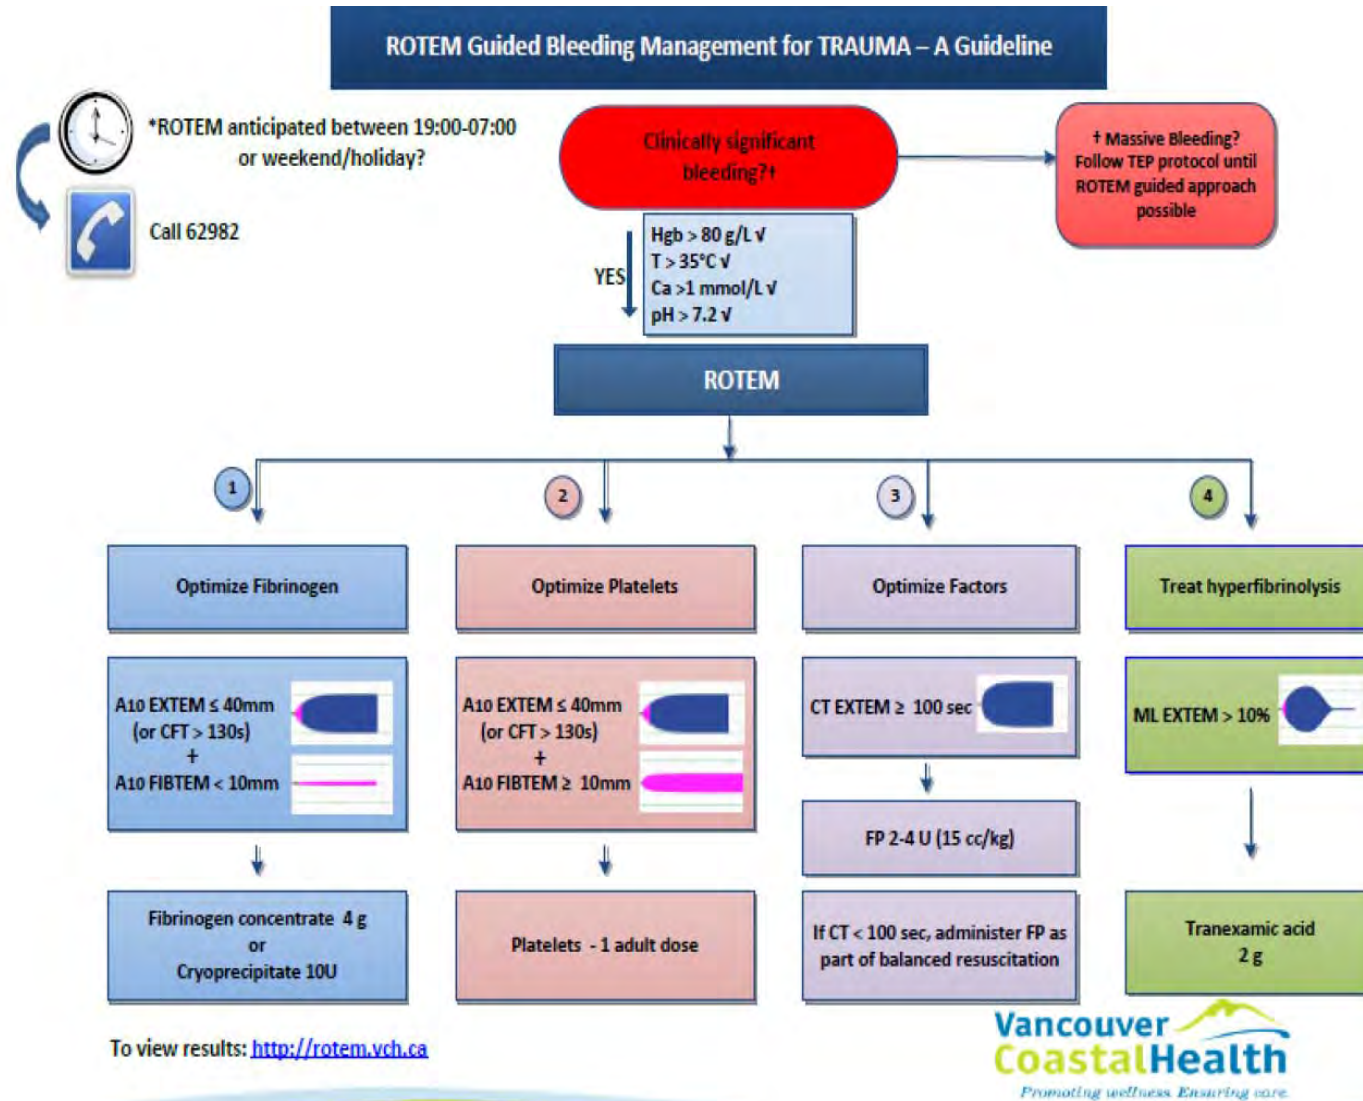 ROTEM Guided Bleeding Management for TRAUMA – A Guideline
*ROTEM anticipated between 19:00-07:00
or weekend/holiday?
Call 62982
Clinically significant
bleeding?†
† Massive Bleeding?
Follow TEP protocol until
ROTEM guided approach
possible
YES
Hgb > 80 g/L √
T > 35°C √
Ca >1 mmol/L √
pH > 7.2 √
ROTEM
1
2
3
4
Optimize Fibrinogen
Optimize Platelets
Optimize Factors
Treat hyperfibrinolysis
A10 EXTEM ≤ 40mm
(or CFT > 130s)
+
A10 FIBTEM < 10mm
A10 EXTEM ≤ 40mm
(or CFT > 130s)
+
A10 FIBTEM ≥ 10mm
CT EXTEM ≥ 100 sec
ML EXTEM > 10%
FP 2-4 U (15 cc/kg)
Fibrinogen concentrate 4 g
or
Cryoprecipitate 10U
Platelets - 1 adult dose
If CT < 100 sec, administer FP as
part of balanced resuscitation
Tranexamic acid
2 g
To view results: http://rotem.vch.ca
Vancouver
CoastalHealth
Promoting wellness. Ensuring care.